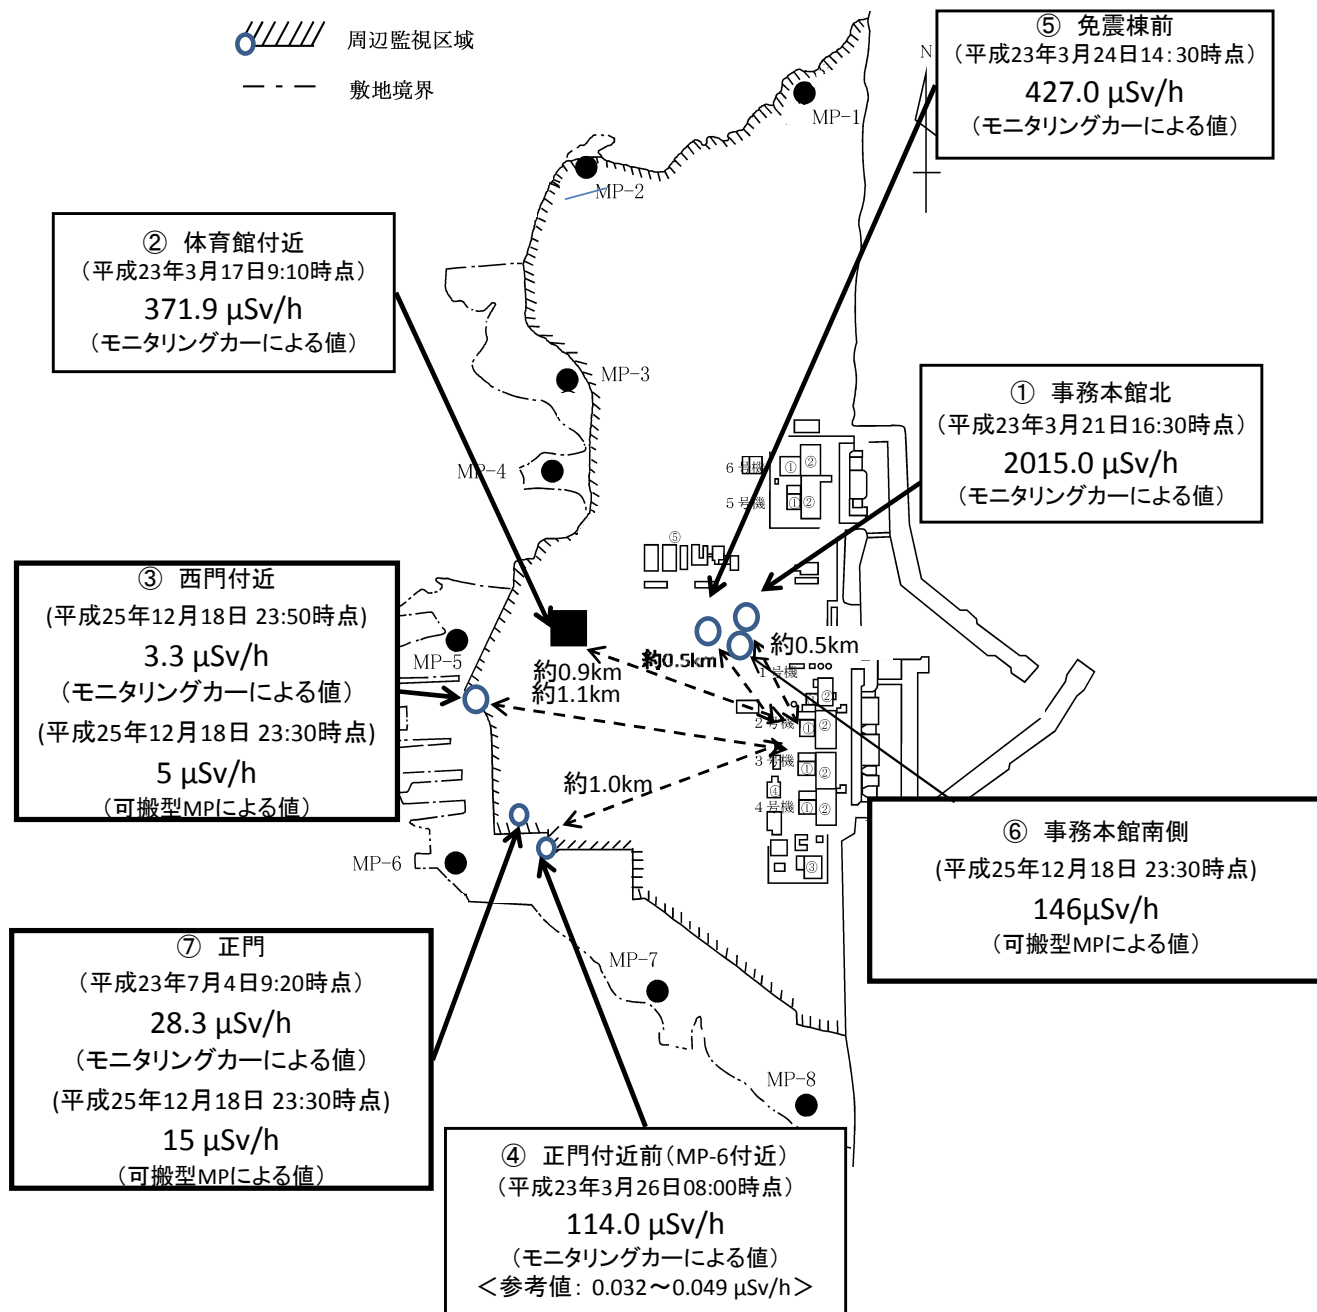 周辺監視区域
敷地境界
⑤ 免震棟前
(平成23年3月24日14:30時点)
427.0 μSv/h
(モニタリングカーによる値)
N
MP-1
MP-2
② 体育館付近
(平成23年3月17日9:10時点)
371.9 μSv/h
(モニタリングカーによる値)
MP-3
① 事務本館北
(平成23年3月21日16:30時点)
2015.0 μSv/h
(モニタリングカーによる値)
MP-4
6号機
①
②
5号機
①
②
⑤
③ 西門付近
(平成25年12月18日 23:50時点)
3.3 μSv/h
(モニタリングカーによる値)
(平成25年12月18日 23:30時点)
5 μSv/h
(可搬型MPによる値)
MP-5
約0.9km
約1.1km
約0.5km
約0.5km
1号機
②
2号機
①
②
3号機
①
②
約1.0km
④
4号機
①
②
③
MP-6
⑥ 事務本館南側
(平成25年12月18日 23:30時点)
146μSv/h
(可搬型MPによる値)
⑦ 正門
(平成23年7月4日9:20時点)
28.3 μSv/h
(モニタリングカーによる値)
(平成25年12月18日 23:30時点)
15 μSv/h
(可搬型MPによる値)
MP-7
MP-8
④ 正門付近前(MP-6付近)
(平成23年3月26日08:00時点)
114.0 μSv/h
(モニタリングカーによる値)
<参考値: 0.032～0.049 μSv/h>